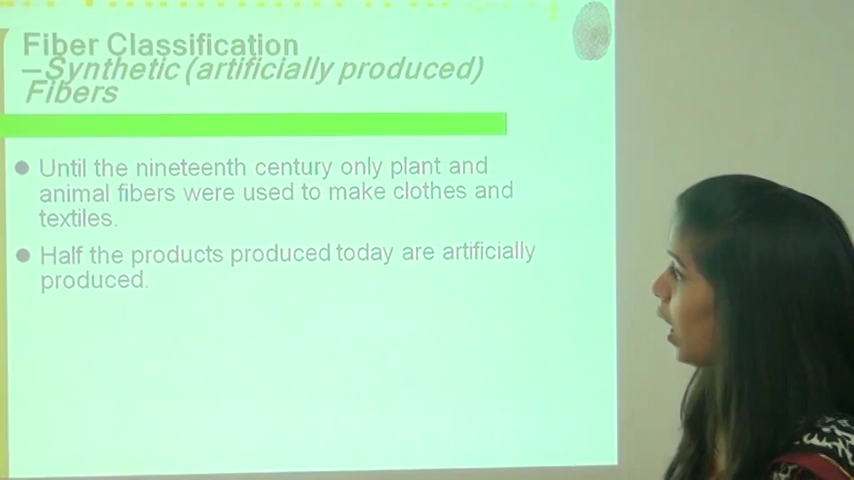 Fiber Classification
—Synthetic (artificially produced)
Fibers
● Until the nineteenth century only plant and
animal fibers were used to make clothes and
textiles.
● Half the products produced today are artificially
produced.